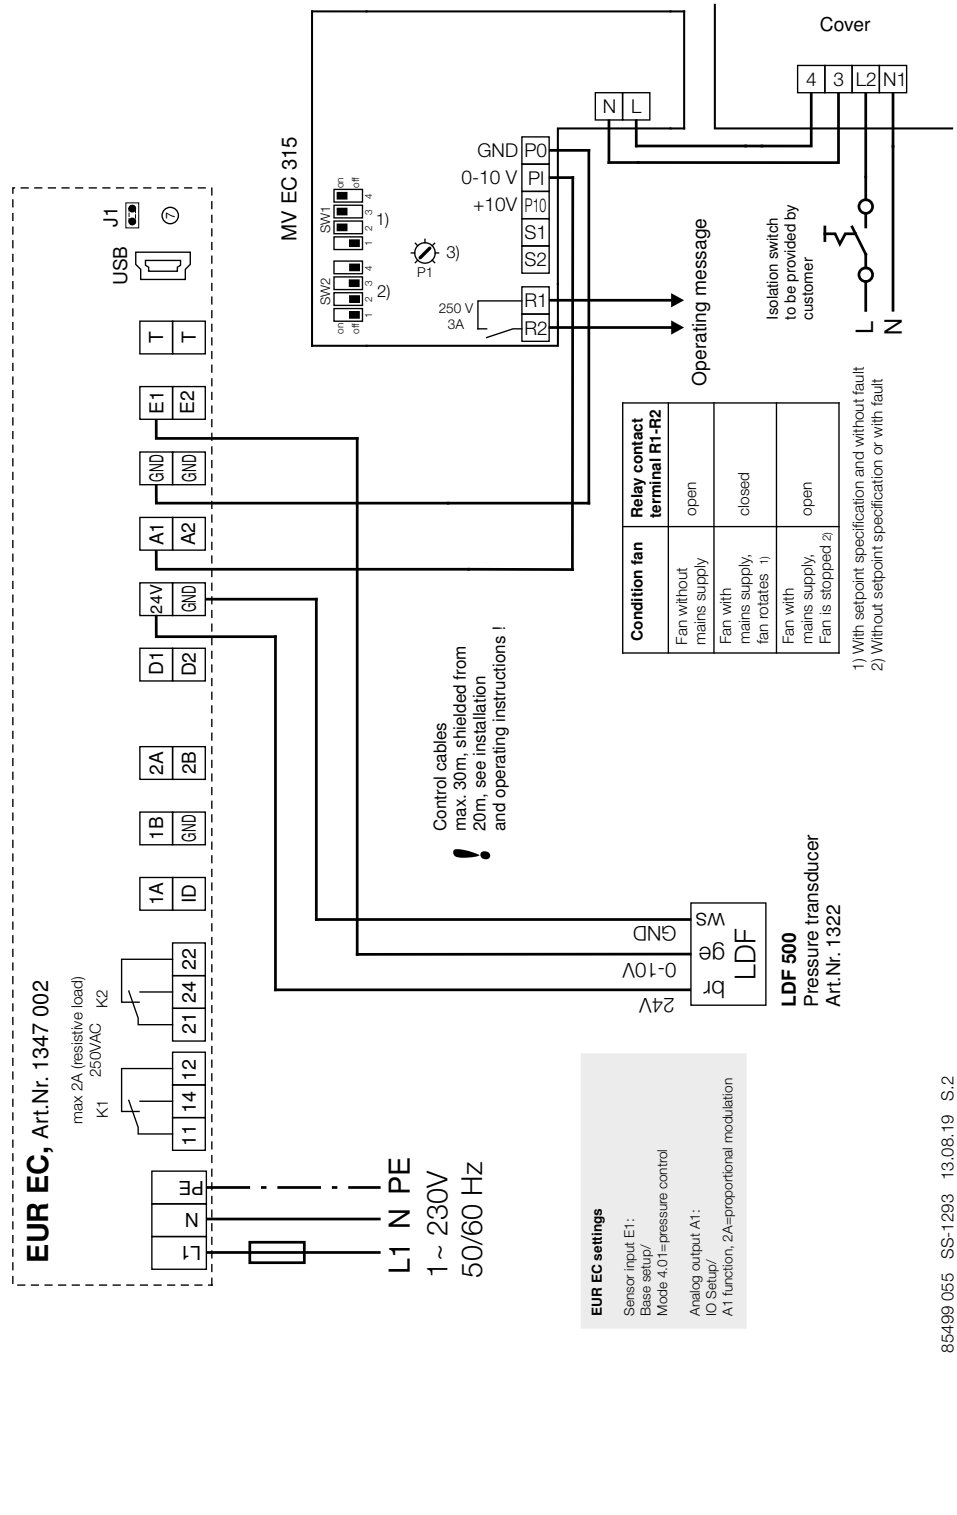 EUR EC, Art.Nr. 1347 002
max 2A (resistive load)
250VAC
K1
K2
L1
N
PE
11
14
12
21
24
22
1A
ID
1B
GND
2A
2B
D1
D2
24V
GND
A1
A2
GND
GND
E1
E2
T
T
USB
J1
7
L1 N PE
1 ~ 230V
50/60 Hz
MV EC 315
SW2
on
off
1
2
3
4
2)
SW1
on
off
1
2
3
4
1)
P1
3)
250 V
3A
R2
R1
S2
S1
+10V
P10
0-10 V
PI
GND
P0
N
L
Operating message
Cover
4
3
L2
N1
Isolation switch
to be provided by
customer
L
N
Control cables
max. 30m, shielded from
20m, see installation
and operating instructions !
!
Condition fan
Relay contact
terminal R1-R2
Fan without
mains supply
open
Fan with
mains supply,
fan rotates 1)
closed
Fan with
mains supply,
Fan is stopped 2)
open
1) With setpoint specification and without fault
2) Without setpoint specification or with fault
24V
0-10V
GND
br
ge
ws
LDF
LDF 500
Pressure transducer
Art.Nr. 1322
EUR EC settings
Sensor input E1:
Base setup/
Mode 4.01=pressure control
Analog output A1:
IO Setup/
A1 function, 2A=proportional modulation
85499 055 SS-1293 13.08.19 S.2